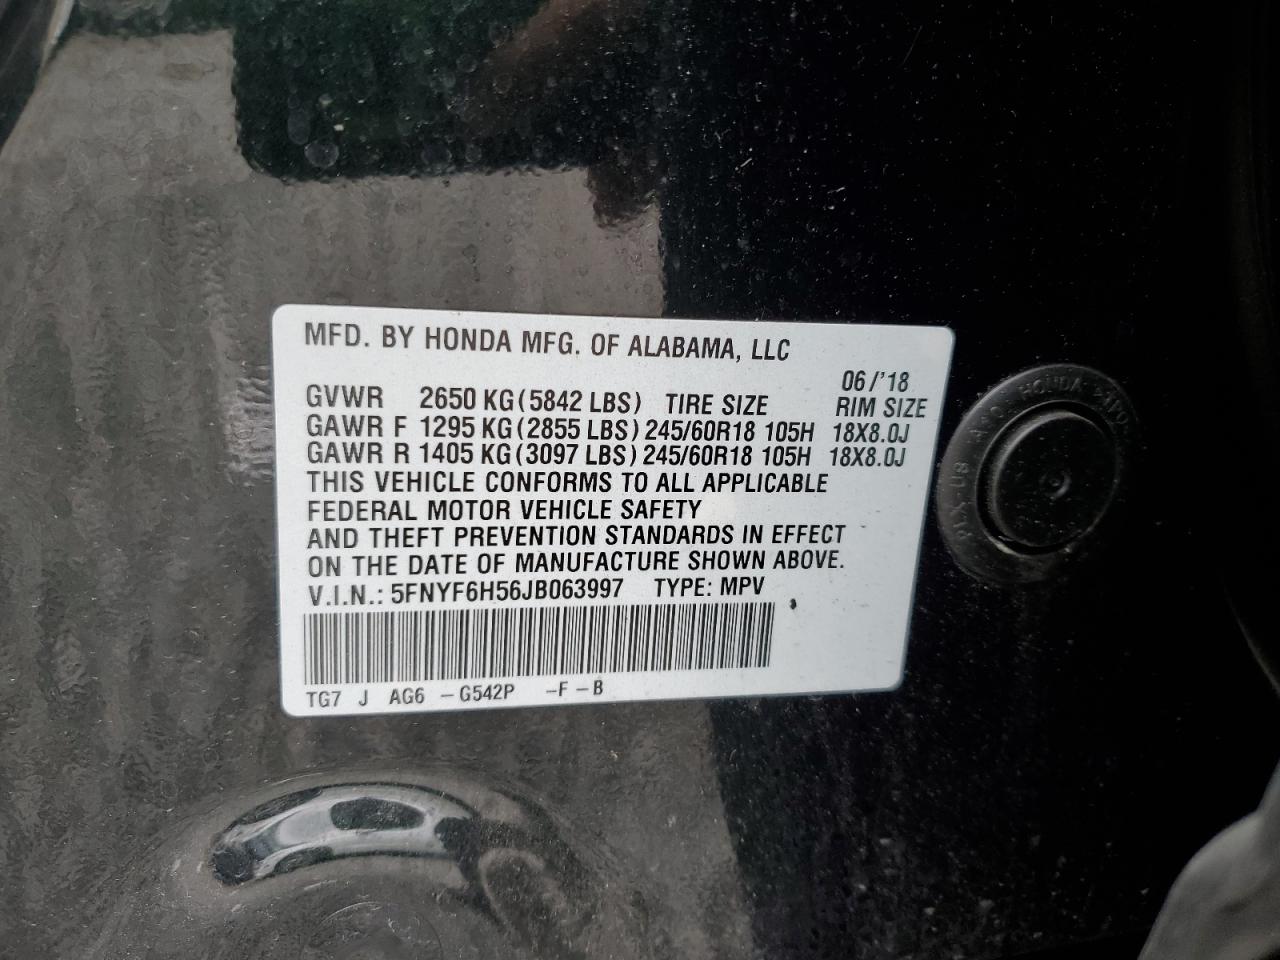 MFD. BY HONDA MFG. OF ALABAMA, LLC
06/'18
GVWR 2650 KG (5842 LBS) TIRE SIZE RIM SIZE
GAWR F 1295 KG (2855 LBS) 245/60R18 105H 18X8.0J
GAWR R 1405 KG (3097 LBS) 245/60R18 105H 18X8.0J
THIS VEHICLE CONFORMS TO ALL APPLICABLE
FEDERAL MOTOR VEHICLE SAFETY
AND THEFT PREVENTION STANDARDS IN EFFECT
ON THE DATE OF MANUFACTURE SHOWN ABOVE.
V.I.N.: 5FNYF6H56JB063997 TYPE: MPV
TG7 J AG6 -G542P -F-B
HONDA